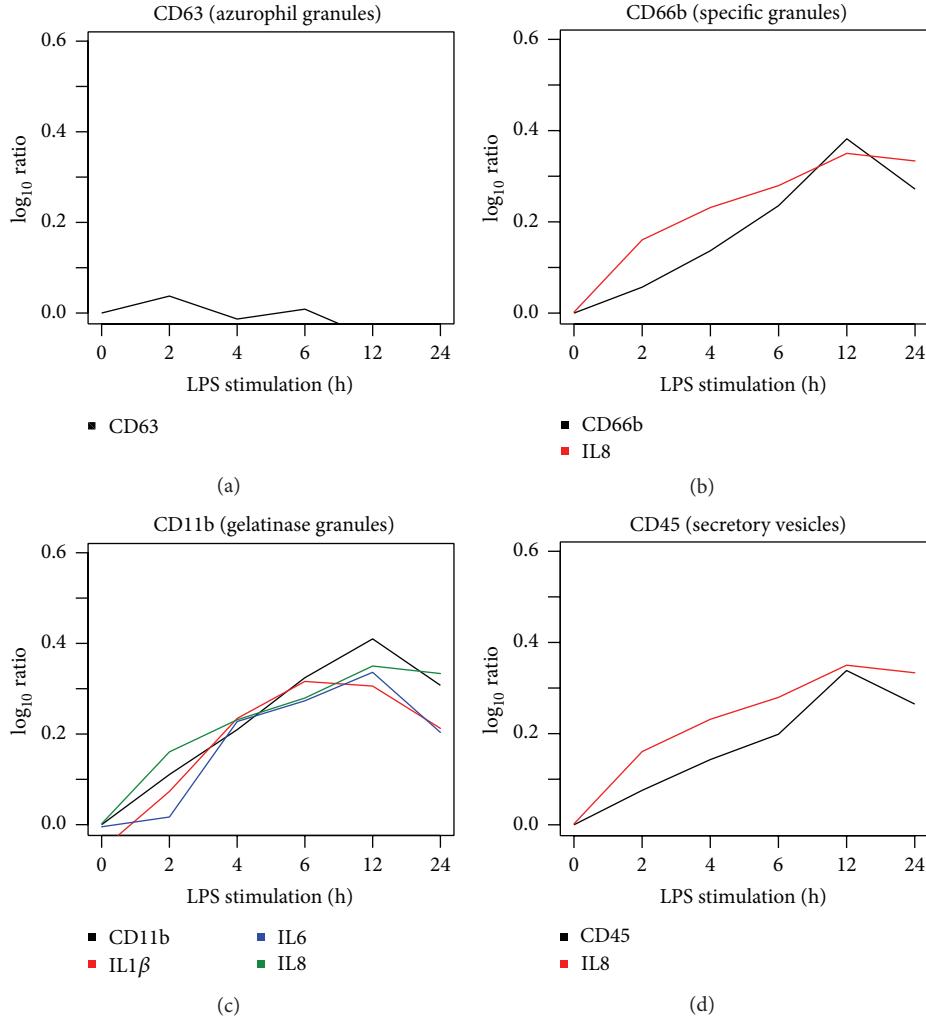 CD63 (azurophil granules)
0.6
0.4
0.2
0.0
log10 ratio
0 2 4 6 12 24
LPS stimulation (h)
CD63
(a)
CD66b (specific granules)
0.6
0.4
0.2
0.0
log10 ratio
0 2 4 6 12 24
LPS stimulation (h)
CD66b
IL8
(b)
CD11b (gelatinase granules)
0.6
0.4
0.2
0.0
log10 ratio
0 2 4 6 12 24
LPS stimulation (h)
CD11b
IL1β
IL6
IL8
(c)
CD45 (secretory vesicles)
0.6
0.4
0.2
0.0
log10 ratio
0 2 4 6 12 24
LPS stimulation (h)
CD45
IL8
(d)